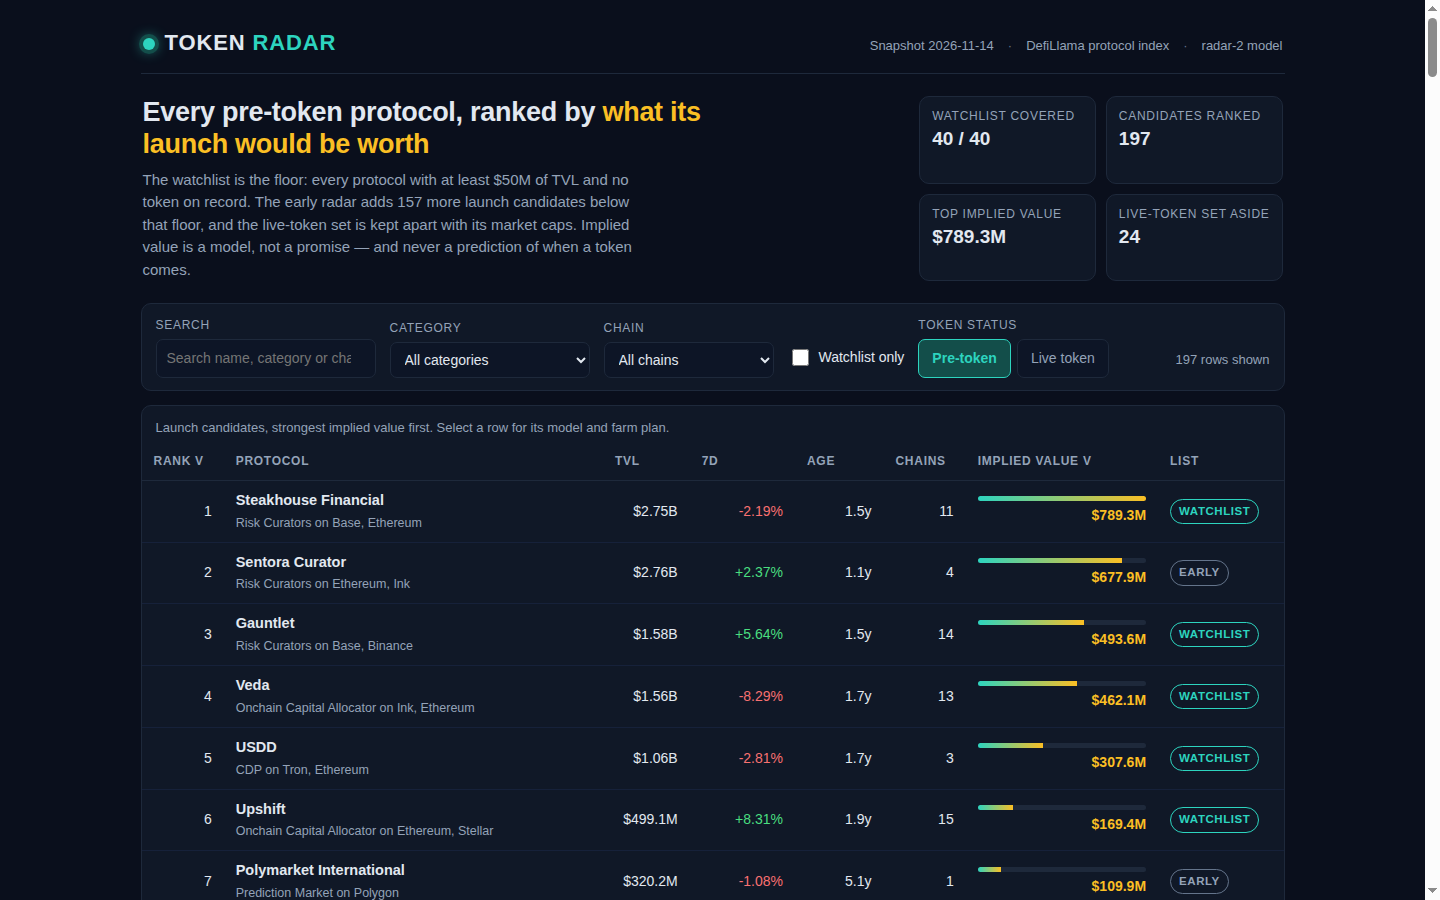 TOKEN RADAR
Snapshot 2026-11-14 · DefiLlama protocol index · radar-2 model
Every pre-token protocol, ranked by what its
launch would be worth
The watchlist is the floor: every protocol with at least $50M of TVL and no
token on record. The early radar adds 157 more launch candidates below
that floor, and the live-token set is kept apart with its market caps. Implied
value is a model, not a promise — and never a prediction of when a token
comes.
WATCHLIST COVERED
40 / 40
CANDIDATES RANKED
197
TOP IMPLIED VALUE
$789.3M
LIVE-TOKEN SET ASIDE
24
SEARCH
Search name, category or cha
CATEGORY
All categories
CHAIN
All chains
Watchlist only
TOKEN STATUS
Pre-token
Live token
197 rows shown
Launch candidates, strongest implied value first. Select a row for its model and farm plan.
RANK V PROTOCOL TVL 7D AGE CHAINS IMPLIED VALUE V LIST
1 Steakhouse Financial $2.75B -2.19% 1.5y 11 $789.3M WATCHLIST
Risk Curators on Base, Ethereum
2 Sentora Curator $2.76B +2.37% 1.1y 4 $677.9M EARLY
Risk Curators on Ethereum, Ink
3 Gauntlet $1.58B +5.64% 1.5y 14 $493.6M WATCHLIST
Risk Curators on Base, Binance
4 Veda $1.56B -8.29% 1.7y 13 $462.1M WATCHLIST
Onchain Capital Allocator on Ink, Ethereum
5 USDD $1.06B -2.81% 1.7y 3 $307.6M WATCHLIST
CDP on Tron, Ethereum
6 Upshift $499.1M +8.31% 1.9y 15 $169.4M WATCHLIST
Onchain Capital Allocator on Ethereum, Stellar
7 Polymarket International $320.2M -1.08% 5.1y 1 $109.9M EARLY
Prediction Market on Polygon